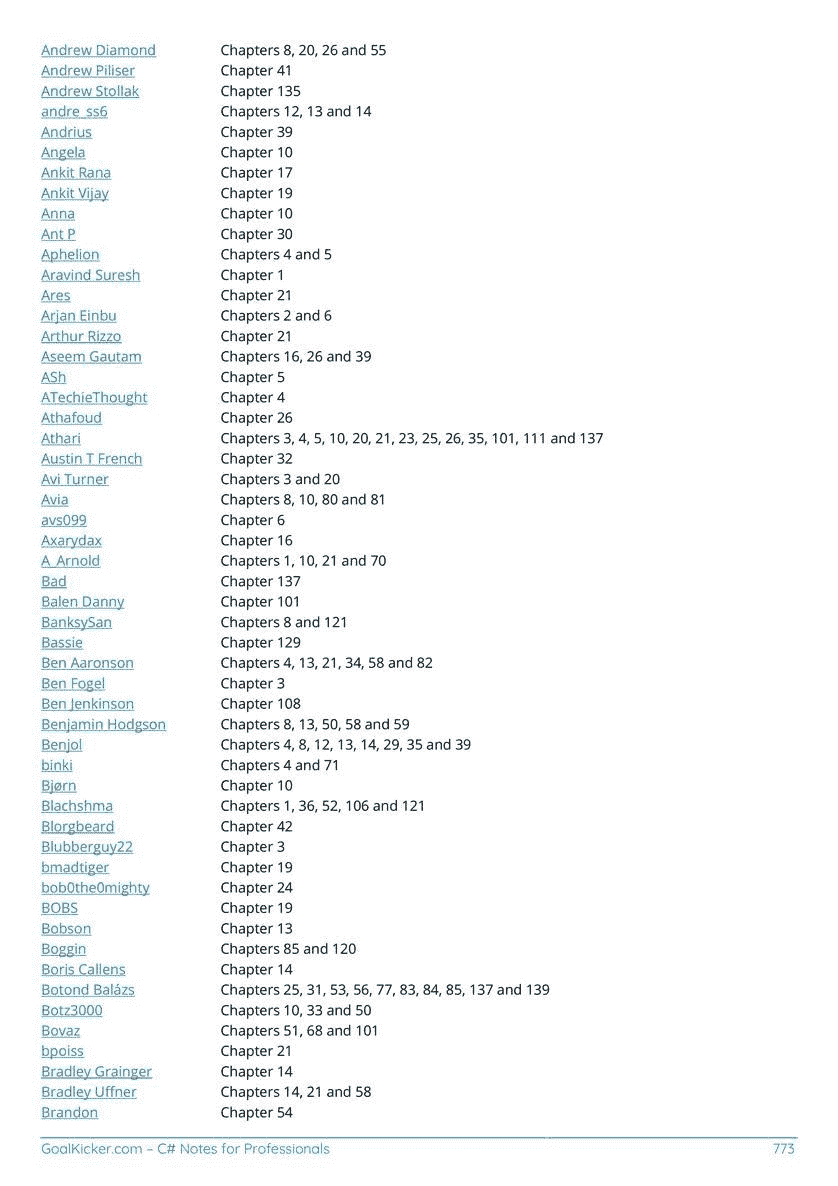 Andrew Diamond Chapters 8, 20, 26 and 55
Andrew Piliser Chapter 41
Andrew Stollak Chapter 135
andre_ss6 Chapters 12, 13 and 14
Andrius Chapter 39
Angela Chapter 10
Ankit Rana Chapter 17
Ankit Vijay Chapter 19
Anna Chapter 10
Ant P Chapter 30
Aphelion Chapters 4 and 5
Aravind Suresh Chapter 1
Ares Chapter 21
Arjan Einbu Chapters 2 and 6
Arthur Rizzo Chapter 21
Aseem Gautam Chapters 16, 26 and 39
ASh Chapter 5
ATechieThought Chapter 4
Athafoud Chapter 26
Athari Chapters 3, 4, 5, 10, 20, 21, 23, 25, 26, 35, 101, 111 and 137
Austin T French Chapter 32
Avi Turner Chapters 3 and 20
Avia Chapters 8, 10, 80 and 81
avs099 Chapter 6
Axarydax Chapter 16
A_Arnold Chapters 1, 10, 21 and 70
Bad Chapter 137
Balen Danny Chapter 101
BanksySan Chapters 8 and 121
Bassie Chapter 129
Ben Aaronson Chapters 4, 13, 21, 34, 58 and 82
Ben Fogel Chapter 3
Ben Jenkinson Chapter 108
Benjamin Hodgson Chapters 8, 13, 50, 58 and 59
Benjol Chapters 4, 8, 12, 13, 14, 29, 35 and 39
binki Chapters 4 and 71
Bjørn Chapter 10
Blachshma Chapters 1, 36, 52, 106 and 121
Blorgbeard Chapter 42
Blubberguy22 Chapter 3
bmadtiger Chapter 19
bob0the0mighty Chapter 24
BOBS Chapter 19
Bobson Chapter 13
Boggin Chapters 85 and 120
Boris Callens Chapter 14
Botond Balázs Chapters 25, 31, 53, 56, 77, 83, 84, 85, 137 and 139
Botz3000 Chapters 10, 33 and 50
Bovaz Chapters 51, 68 and 101
bpoiss Chapter 21
Bradley Grainger Chapter 14
Bradley Uffner Chapters 14, 21 and 58
Brandon Chapter 54
GoalKicker.com – C# Notes for Professionals 773